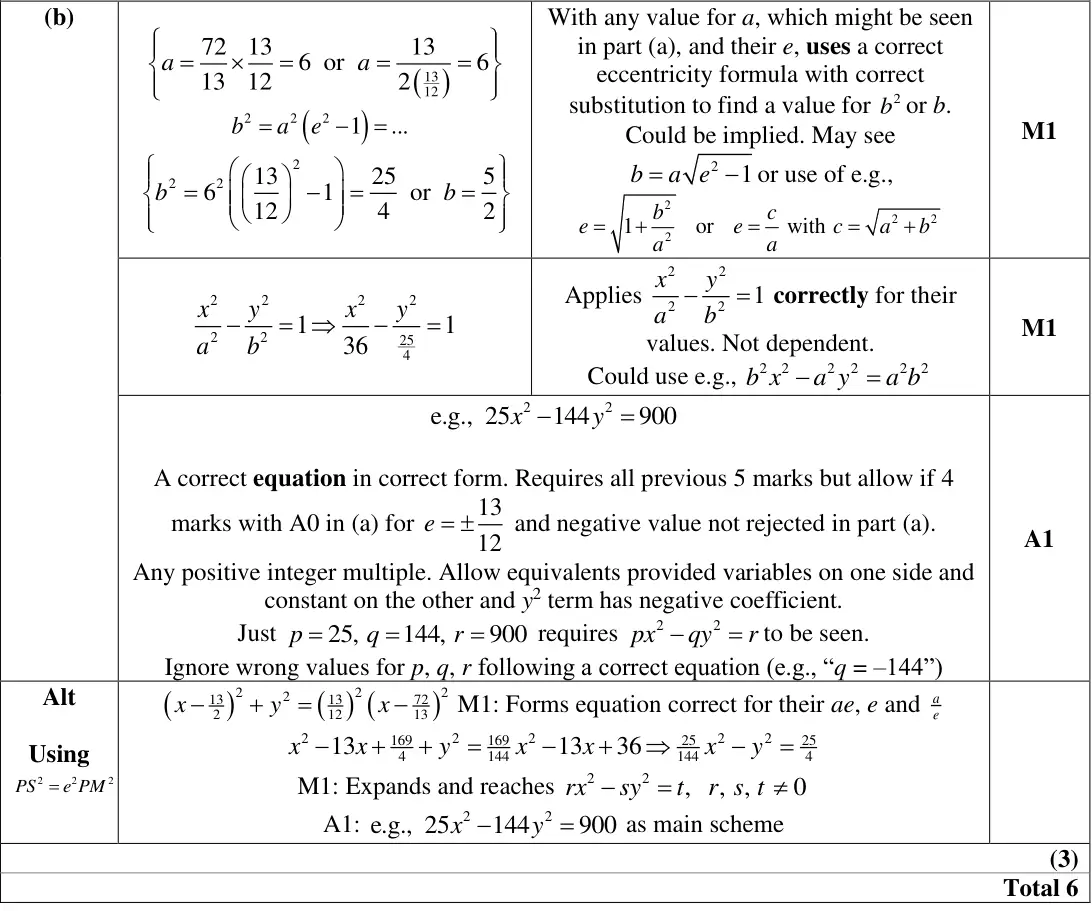 (b)
{a = 72/13 × 13/12 = 6 or a = 13/(2(13/12)) = 6}
b² = a²(e² −1) = ...
{b² = 6²((13/12)² −1) = 25/4 or b = 5/2}
With any value for a, which might be seen
in part (a), and their e, uses a correct
eccentricity formula with correct
substitution to find a value for b² or b.
Could be implied. May see
b = a√(e² −1) or use of e.g.,
e = √(1+ b²/a²) or e = c/a with c = √(a² + b²)
M1
x²/a² − y²/b² = 1 ⇒ x²/36 − y²/(25/4) = 1
Applies x²/a² − y²/b² = 1 correctly for their
values. Not dependent.
Could use e.g., b²x² − a²y² = a²b²
M1
e.g., 25x² −144y² = 900
A correct equation in correct form. Requires all previous 5 marks but allow if 4
marks with A0 in (a) for e = ± 13/12 and negative value not rejected in part (a).
Any positive integer multiple. Allow equivalents provided variables on one side and
constant on the other and y² term has negative coefficient.
Just p = 25, q = 144, r = 900 requires px² − qy² = r to be seen.
Ignore wrong values for p, q, r following a correct equation (e.g., “q = –144”)
A1
Alt
Using
PS² = e²PM²
(x − 13/2)² + y² = (13/12)² (x − 72/13)² M1: Forms equation correct for their ae, e and a/e
x² −13x + 169/4 + y² = 169/144 x² −13x + 36 ⇒ 25/144 x² − y² = 25/4
M1: Expands and reaches rx² − sy² = t, r, s, t ≠ 0
A1: e.g., 25x² −144y² = 900 as main scheme
(3)
Total 6